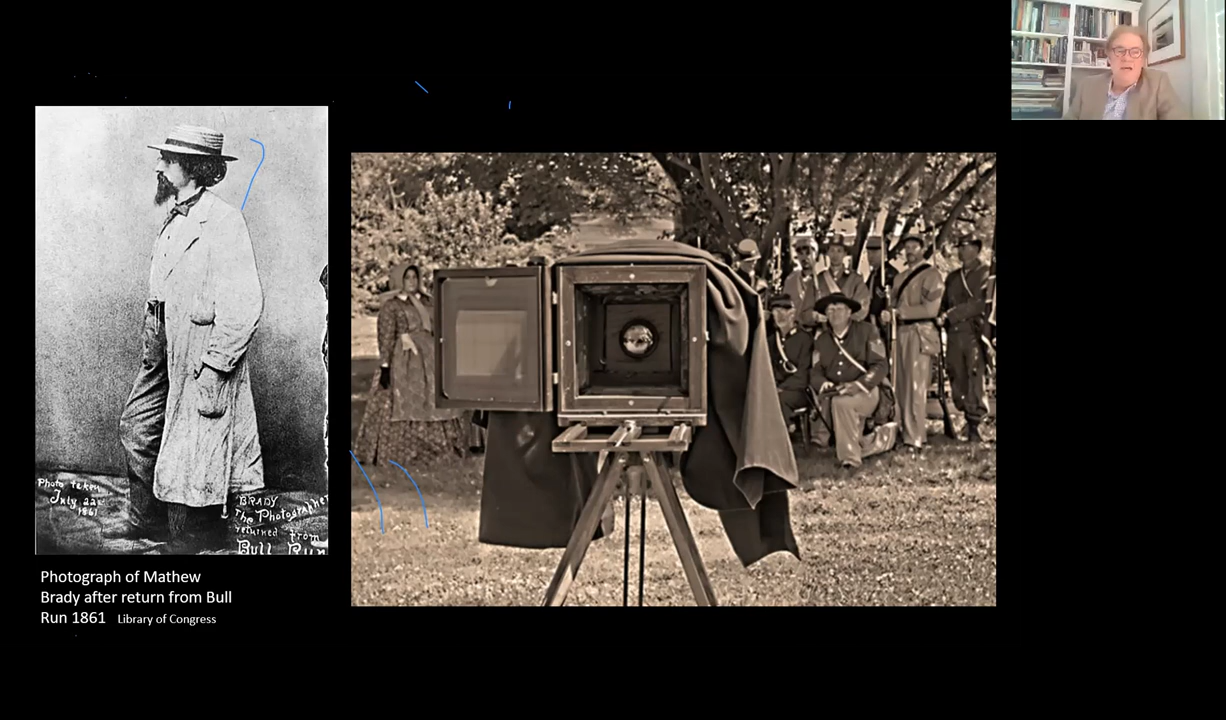 Photo taken
July 22
1861
BRADY
The Photographer
returned From
Bull Run
Photograph of Mathew
Brady after return from Bull
Run 1861 Library of Congress